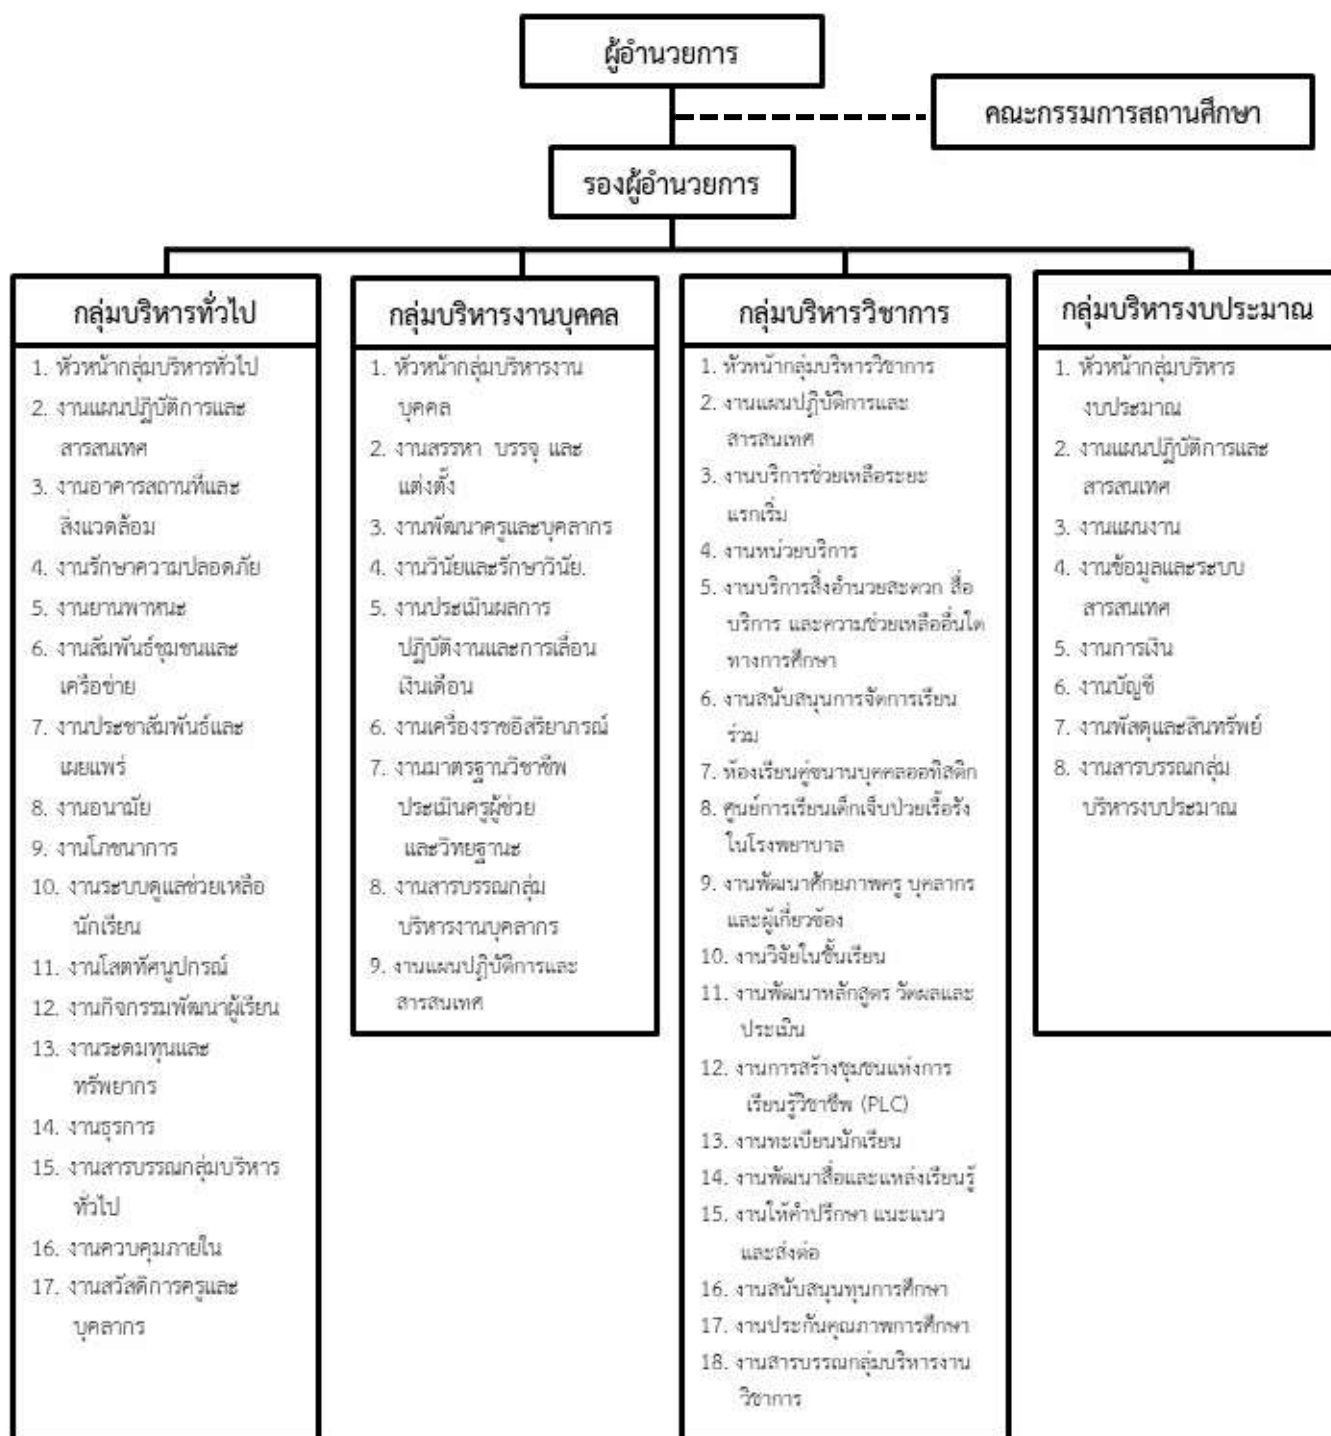 ผู้อำนวยการ
คณะกรรมการสถานศึกษา
รองผู้อำนวยการ
กลุ่มบริหารทั่วไป
1. หัวหน้ากลุ่มบริหารทั่วไป
2. งานแผนปฏิบัติการและ
สารสนเทศ
3. งานอาคารสถานที่และ
สิ่งแวดล้อม
4. งานรักษาความปลอดภัย
5. งานยานพาหนะ
6. งานสัมพันธ์ชุมชนและ
เครือข่าย
7. งานประชาสัมพันธ์และ
เผยแพร่
8. งานอนามัย
9. งานโภชนาการ
10. งานระบบดูแลช่วยเหลือ
นักเรียน
11. งานโสตทัศนูปกรณ์
12. งานกิจกรรมพัฒนาผู้เรียน
13. งานระดมทุนและ
ทรัพยากร
14. งานธุรการ
15. งานสารบรรณกลุ่มบริหาร
ทั่วไป
16. งานควบคุมภายใน
17. งานสวัสดิการครูและ
บุคลากร
กลุ่มบริหารงานบุคคล
1. หัวหน้ากลุ่มบริหารงาน
บุคคล
2. งานสรรหา บรรจุ และ
แต่งตั้ง
3. งานพัฒนาครูและบุคลากร
4. งานวินัยและรักษาวินัย.
5. งานประเมินผลการ
ปฏิบัติงานและการเลื่อน
เงินเดือน
6. งานเครื่องราชอิสริยาภรณ์
7. งานมาตรฐานวิชาชีพ
ประเมินครูผู้ช่วย
และวิทยฐานะ
8. งานสารบรรณกลุ่ม
บริหารงานบุคลากร
9. งานแผนปฏิบัติการและ
สารสนเทศ
กลุ่มบริหารวิชาการ
1. หัวหน้ากลุ่มบริหารวิชาการ
2. งานแผนปฏิบัติการและ
สารสนเทศ
3. งานบริการช่วยเหลือระยะ
แรกเริ่ม
4. งานหน่วยบริการ
5. งานบริการสิ่งอำนวยสะดวก สื่อ
บริการ และความช่วยเหลืออื่นใด
ทางการศึกษา
6. งานสนับสนุนการจัดการเรียน
ร่วม
7. ห้องเรียนคู่ขนานบุคคลออทิสติก
8. ศูนย์การเรียนเด็กเจ็บป่วยเรื้อรัง
ในโรงพยาบาล
9. งานพัฒนาศักยภาพครู บุคลากร
และผู้เกี่ยวข้อง
10. งานวิจัยในชั้นเรียน
11. งานพัฒนาหลักสูตร วัดผลและ
ประเมิน
12. งานการสร้างชุมชนแห่งการ
เรียนรู้วิชาชีพ (PLC)
13. งานทะเบียนนักเรียน
14. งานพัฒนาสื่อและแหล่งเรียนรู้
15. งานให้คำปรึกษา แนะแนว
และส่งต่อ
16. งานสนับสนุนทุนการศึกษา
17. งานประกันคุณภาพการศึกษา
18. งานสารบรรณกลุ่มบริหารงาน
วิชาการ
กลุ่มบริหารงบประมาณ
1. หัวหน้ากลุ่มบริหาร
งบประมาณ
2. งานแผนปฏิบัติการและ
สารสนเทศ
3. งานแผนงาน
4. งานข้อมูลและระบบ
สารสนเทศ
5. งานการเงิน
6. งานบัญชี
7. งานพัสดุและสินทรัพย์
8. งานสารบรรณกลุ่ม
บริหารงบประมาณ